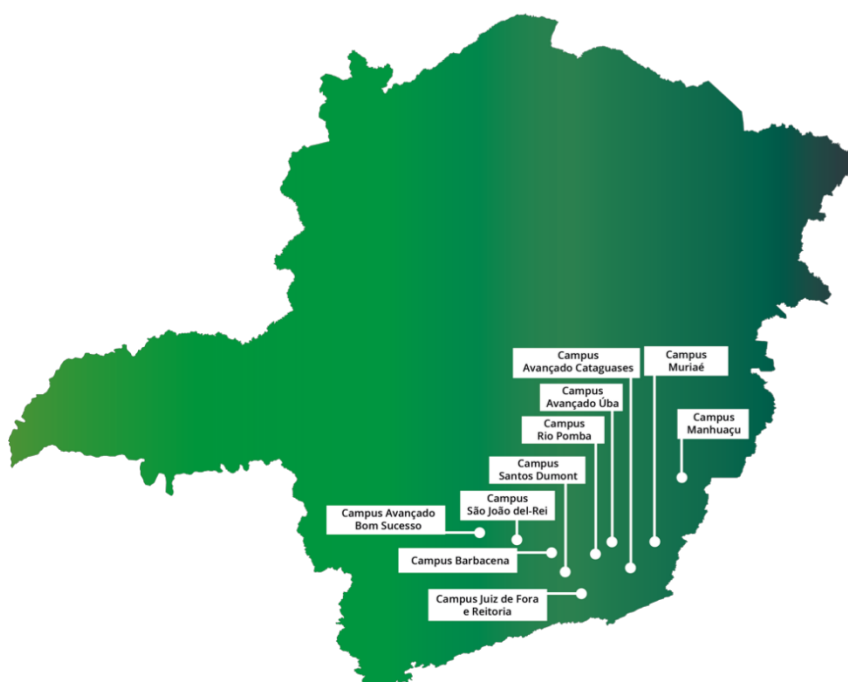 Campus
Avançado Cataguases
Campus
Muriaé
Campus
Avançado Úba
Campus
Manhuaçu
Campus
Rio Pomba
Campus
Santos Dumont
Campus
São João del-Rei
Campus Avançado
Bom Sucesso
Campus Barbacena
Campus Juiz de Fora
e Reitoria